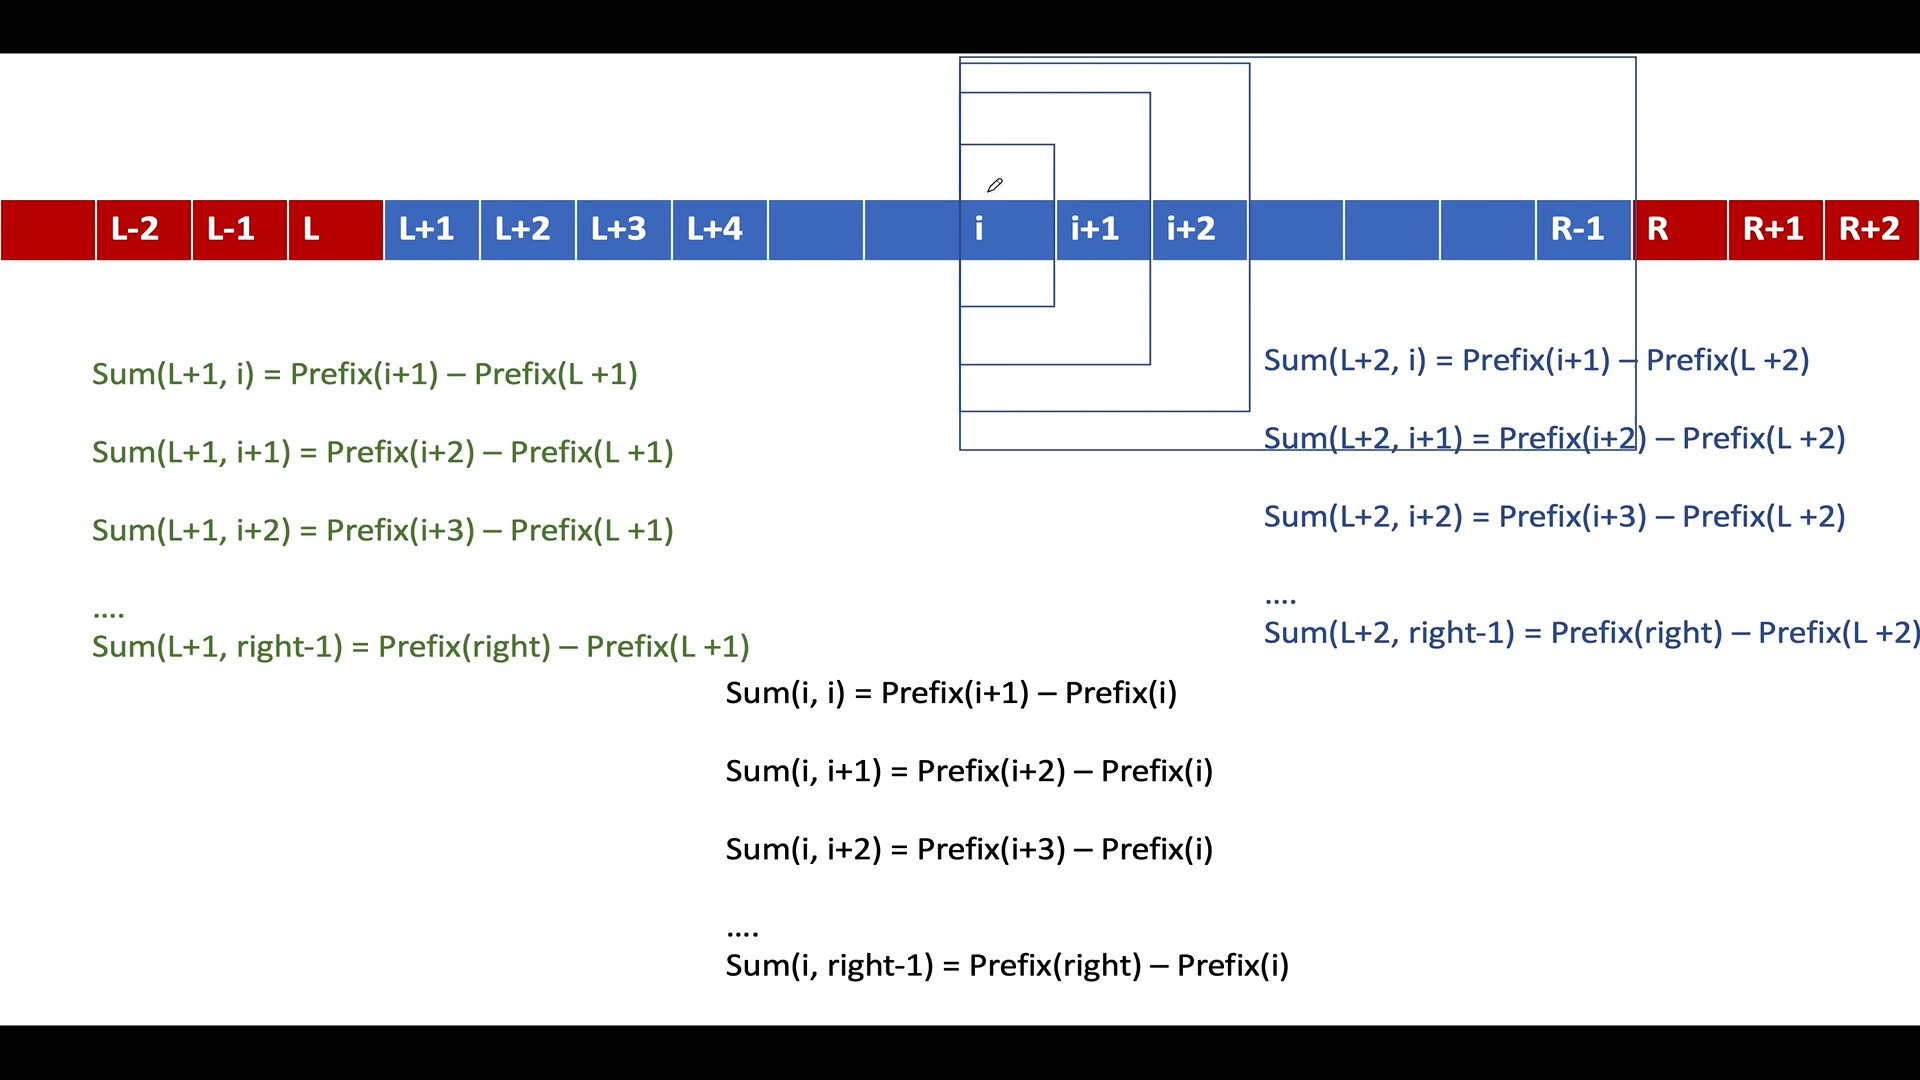 L-2 L-1 L L+1 L+2 L+3 L+4 i i+1 i+2 R-1 R R+1 R+2
Sum(L+1, i) = Prefix(i+1) – Prefix(L +1)
Sum(L+1, i+1) = Prefix(i+2) – Prefix(L +1)
Sum(L+1, i+2) = Prefix(i+3) – Prefix(L +1)
....
Sum(L+1, right-1) = Prefix(right) – Prefix(L +1)
Sum(L+2, i) = Prefix(i+1) – Prefix(L +2)
Sum(L+2, i+1) = Prefix(i+2) – Prefix(L +2)
Sum(L+2, i+2) = Prefix(i+3) – Prefix(L +2)
....
Sum(L+2, right-1) = Prefix(right) – Prefix(L +2)
Sum(i, i) = Prefix(i+1) – Prefix(i)
Sum(i, i+1) = Prefix(i+2) – Prefix(i)
Sum(i, i+2) = Prefix(i+3) – Prefix(i)
....
Sum(i, right-1) = Prefix(right) – Prefix(i)